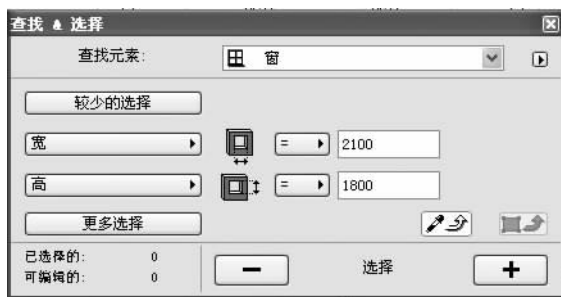 查找 & 选择
查找元素: 窗
较少的选择
宽 = 2100
高 = 1800
更多选择
已选择的: 0
可编辑的: 0
选择